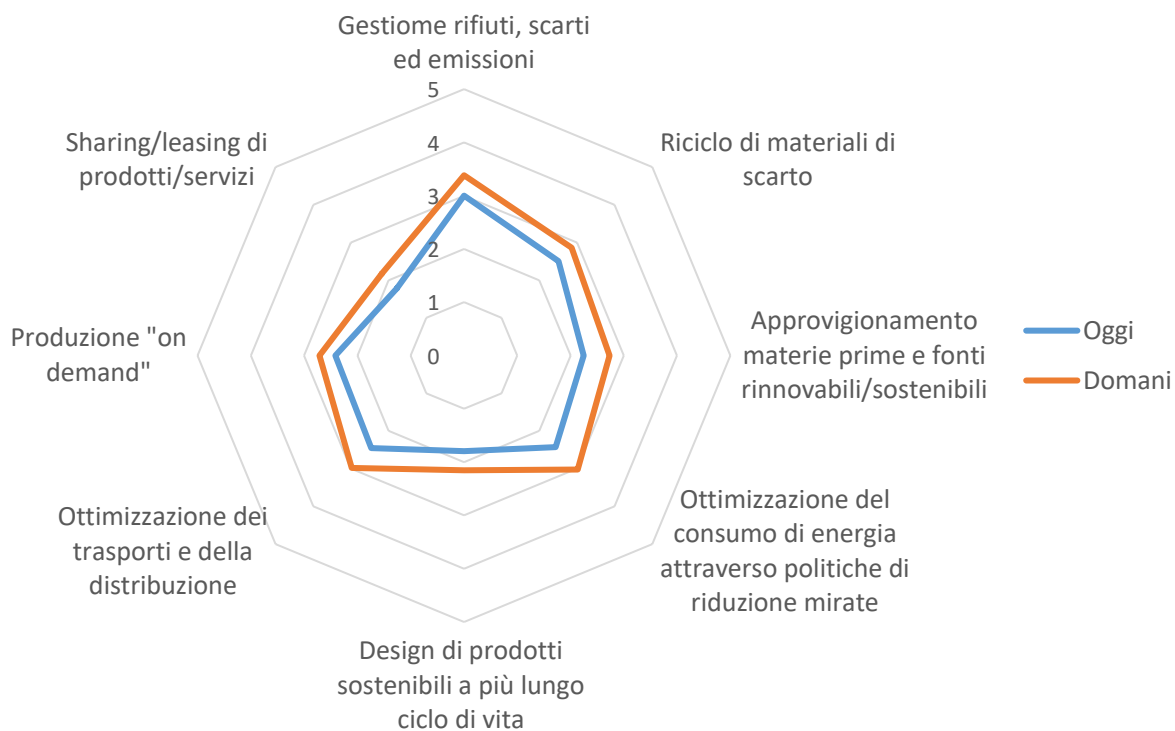 Gestiome rifiuti, scarti
ed emissioni
5
4
3
2
1
0
Riciclo di materiali di
scarto
Approvigionamento
materie prime e fonti
rinnovabili/sostenibili
Ottimizzazione del
consumo di energia
attraverso politiche di
riduzione mirate
Design di prodotti
sostenibili a più lungo
ciclo di vita
Ottimizzazione dei
trasporti e della
distribuzione
Produzione "on
demand"
Sharing/leasing di
prodotti/servizi
Oggi
Domani